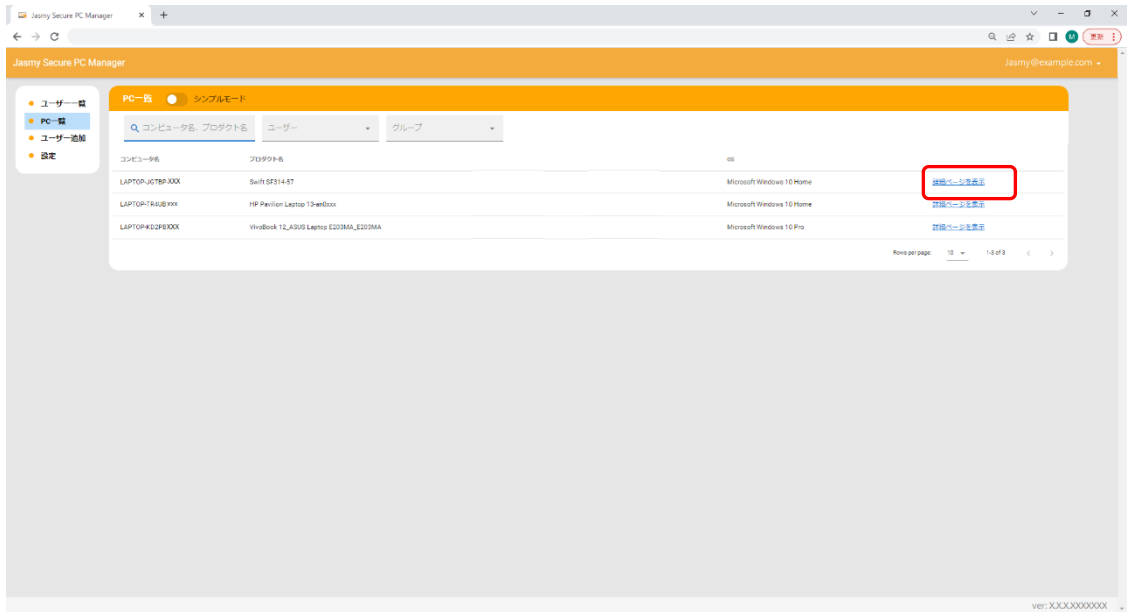 Jasmy Secure PC Manager
M 更新
Jasmy Secure PC Manager Jasmy@example.com
ユーザー一覧
PC一覧
ユーザー追加
設定
PC一覧 シンプルモード
コンピュータ名、プロダクト名 ユーザー グループ
コンピュータ名 プロダクト名 OS
LAPTOP-JGTBP-XXX Swift SF314-57 Microsoft Windows 10 Home 詳細ページを表示
LAPTOP-TR4UBXXX HP Pavilion Laptop 13-an0xxx Microsoft Windows 10 Home 詳細ページを表示
LAPTOP-KD2P8XXX VivoBook 12_ASUS Laptop E203MA_E203MA Microsoft Windows 10 Pro 詳細ページを表示
Rows per page: 10 1-3 of 3
ver: X.X.X.XXXXXXX